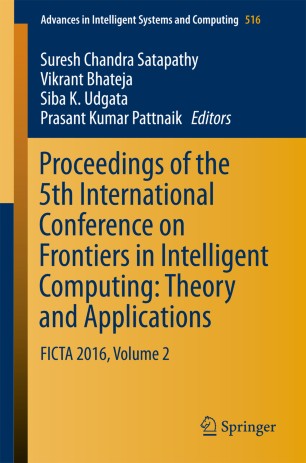 Advances in Intelligent Systems and Computing 516
Suresh Chandra Satapathy
Vikrant Bhateja
Siba K. Udgata
Prasant Kumar Pattnaik Editors
Proceedings of the
5th International
Conference on
Frontiers in Intelligent
Computing: Theory
and Applications
FICTA 2016, Volume 2
Springer